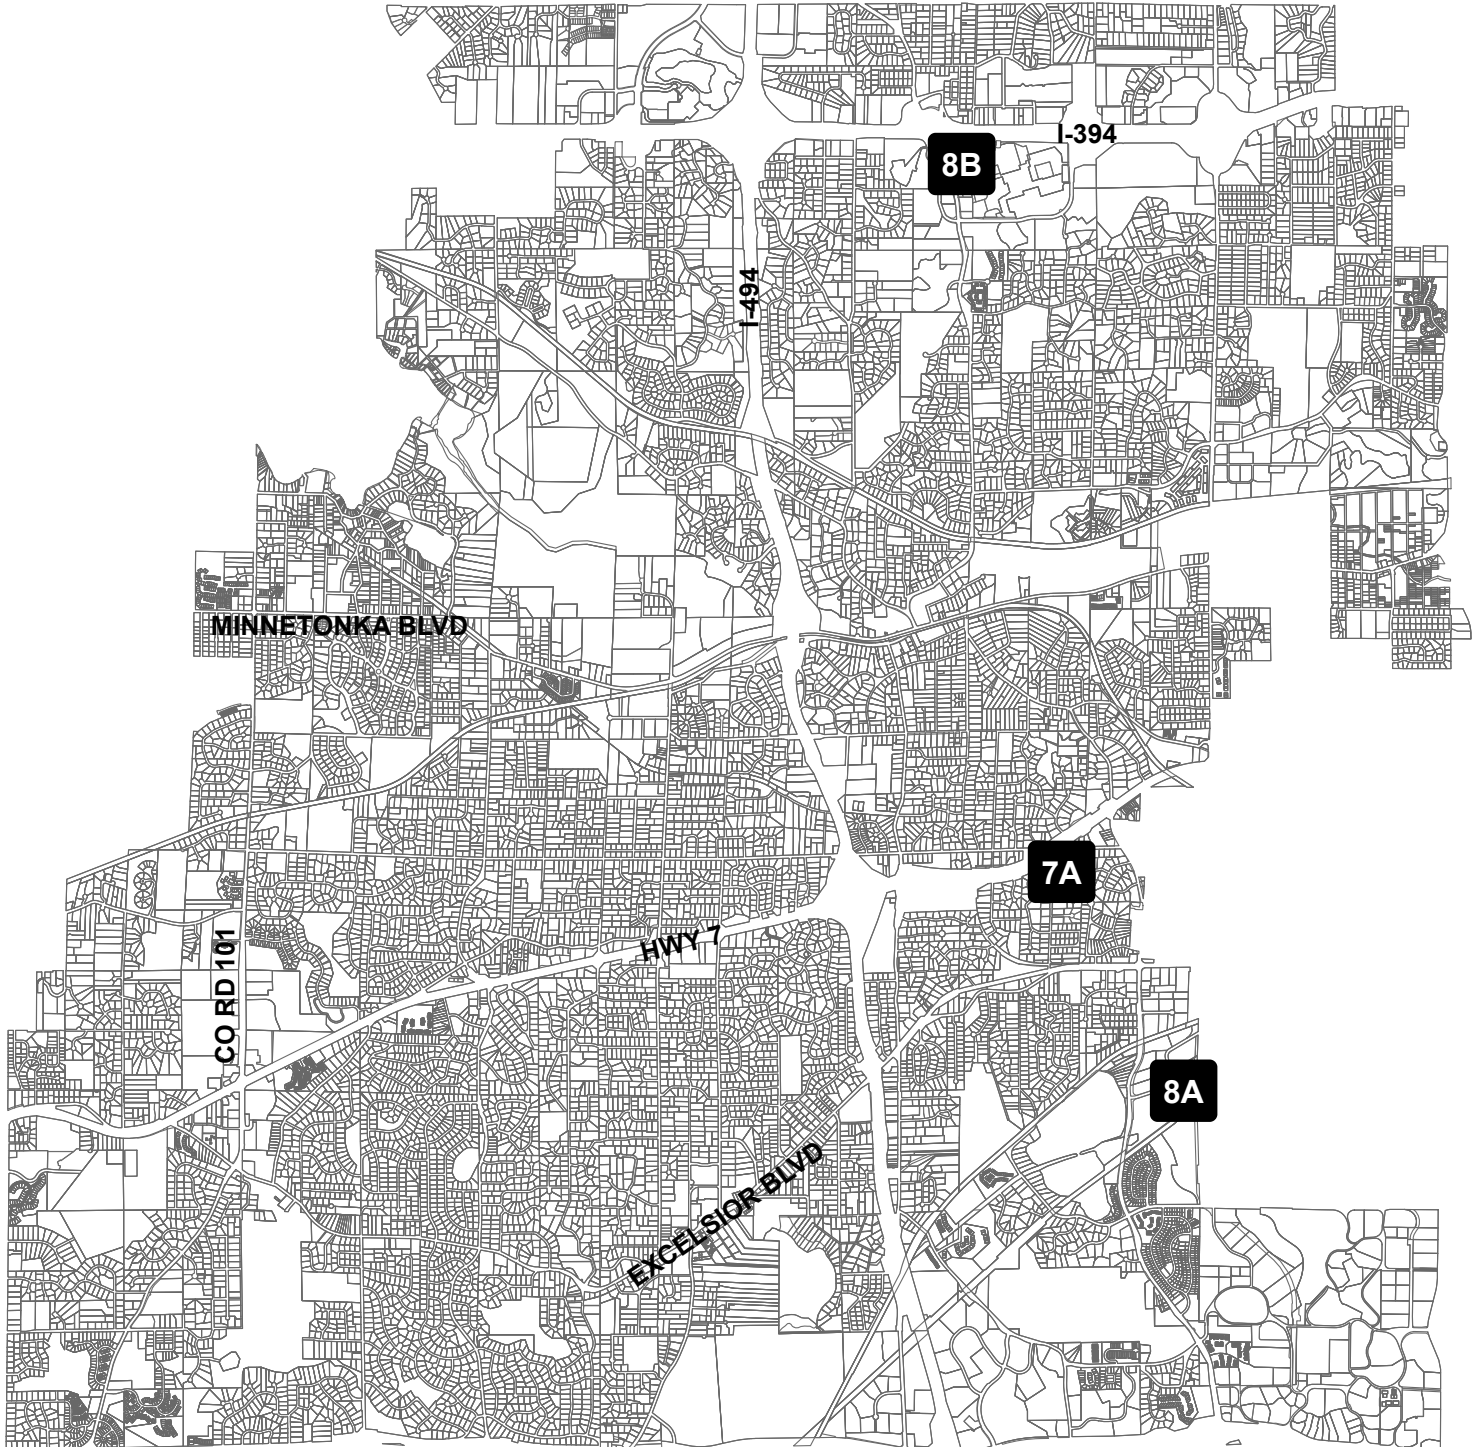 I-394
8B
I-494
MINNETONKA BLVD
7A
HWY 7
CO RD 101
8A
EXCELSIOR BLVD